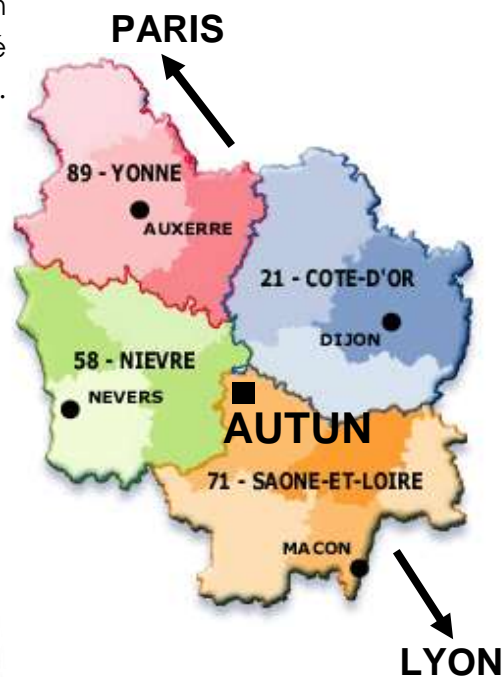 n
PARIS
é
.
89 - YONNE
AUXERRE
21 - COTE-D'OR
DIJON
58 - NIEVRE
NEVERS
AUTUN
71 - SAONE-ET-LOIRE
MACON
LYON